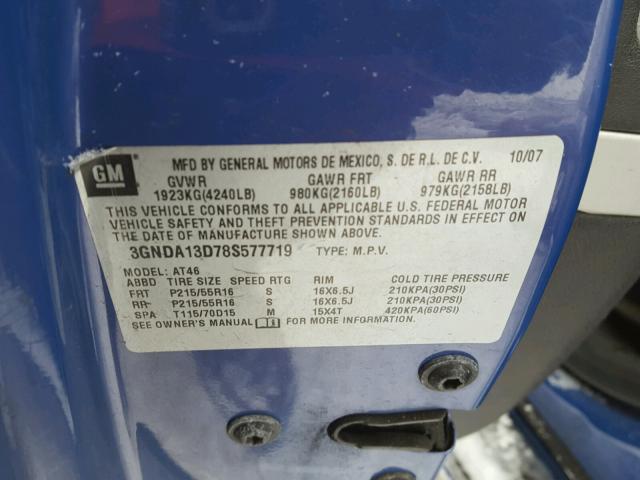 GM MFD BY GENERAL MOTORS DE MEXICO, S. DE R.L. DE C.V. 10/07
GVWR GAWR FRT GAWR RR
1923KG(4240LB) 980KG(2160LB) 979KG(2158LB)
THIS VEHICLE CONFORMS TO ALL APPLICABLE U.S. FEDERAL MOTOR
VEHICLE SAFETY AND THEFT PREVENTION STANDARDS IN EFFECT ON
THE DATE OF MANUFACTURE SHOWN ABOVE.
3GNDA13D78S577719 TYPE: M.P.V.
MODEL: AT46
ABBD TIRE SIZE SPEED RTG RIM COLD TIRE PRESSURE
FRT P215/55R16 S 16X6.5J 210KPA(30PSI)
RR P215/55R16 S 16X6.5J 210KPA(30PSI)
SPA T115/70D15 M 15X4T 420KPA(60PSI)
SEE OWNER'S MANUAL FOR MORE INFORMATION.